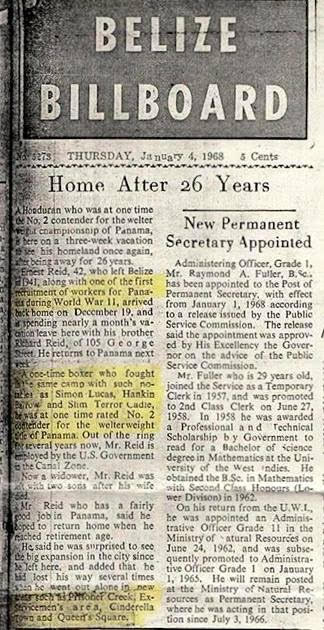 BELIZE
BILLBOARD
No 5273 THURSDAY, January 4, 1968 5 Cents
Home After 26 Years
A Honduran who was at one time
the No. 2 contender for the welter
weight championship of Panama,
is here on a three-week vacation
to see his homeland once again,
after being away for 26 years.
Ernest Reid, 42, who left Belize
in 1941, along with one of the first
recruitment of workers for Pana-
ma during World War 11, arrived
back home on December 19, and
is spending nearly a month's va-
cation leave here with brother
Richard Reid, of 105 George
Street. He returns to Panama next
A one-time boxer who fought
in the same camp with such no-
tables as Simon Lucas, Hankin
Barrow and Slim Terror Cadle,
he was at one time rated No. 2
contender for the welterweight
title of Panama. Out of the ring
for several years now, Mr. Reid is
employed by the U.S. Government
in the Canal Zone.
Now a widower, Mr. Reid was
with two sons after his wife
died
Mr. Reid who has a fairly
good job in Panama, said he
hoped to return home when he
reached retirement age.
He said he was surprised to see
the big expansion in the city since
he left here, and added that he
had lost his way several times
when he went out alone in new
areas such as Prisoner Creek, Ex-
Servicemen's area, Cinderella
Town and Queen's Square,
New Permanent
Secretary Appointed
Administering Officer, Grade 1,
Mr. Raymond A. Fuller, B.Sc.,
has been appointed to the Post of
Permanent Secretary, with effect
from January 1, 1968 according
to a release issued by the Public
Service Commission. The release
said the appointment was approv-
ed by His Excellency the Gover-
nor on the advice of the Public
Service Commission.
Mr. Fuller who is 29 years old,
joined the Service as a Temporary
Clerk in 1957, and was promoted
to 2nd Class Clerk on June 27,
1958. In 1958 he was awarded
a Professional and Technical
Scholarship by Government to
read for a Bachelor of Science
degree in Mathematics at the Uni-
versity of the West Indies. He
obtained the B.Sc. in Mathematics
with Second Class Honours (Lo-
wer Divison) in 1962.
On his return from the U.W.I.,
he was appointed an Adminis-
trative Officer Grade 11 in the
Ministry of Natural Resources on
June 24, 1962, and was subse-
quently promoted to Administra-
tive Officer Grade 1 on January
1, 1965. He will remain posted
at the Ministry of Natural Re-
sources as Permanent Secretary,
where he was acting in that posi-
tion since July 3, 1966.